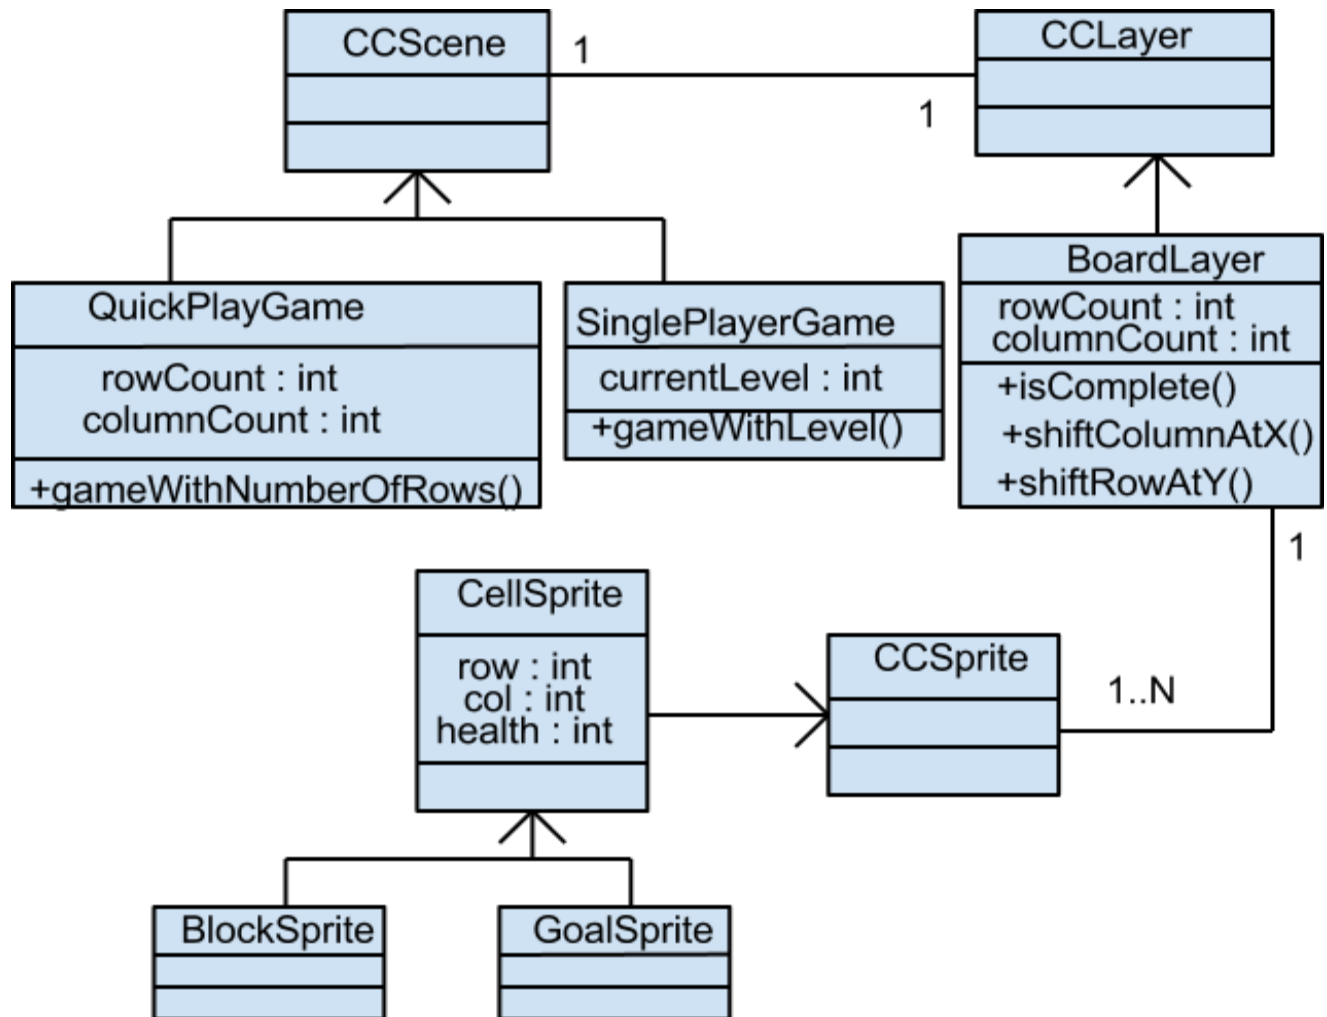 CCScene
1
CCLayer
1
QuickPlayGame
rowCount : int
columnCount : int
+gameWithNumberOfRows()
SinglePlayerGame
currentLevel : int
+gameWithLevel()
BoardLayer
rowCount : int
columnCount : int
+isComplete()
+shiftColumnAtX()
+shiftRowAtY()
1
CellSprite
row : int
col : int
health : int
CCSprite
1..N
BlockSprite
GoalSprite